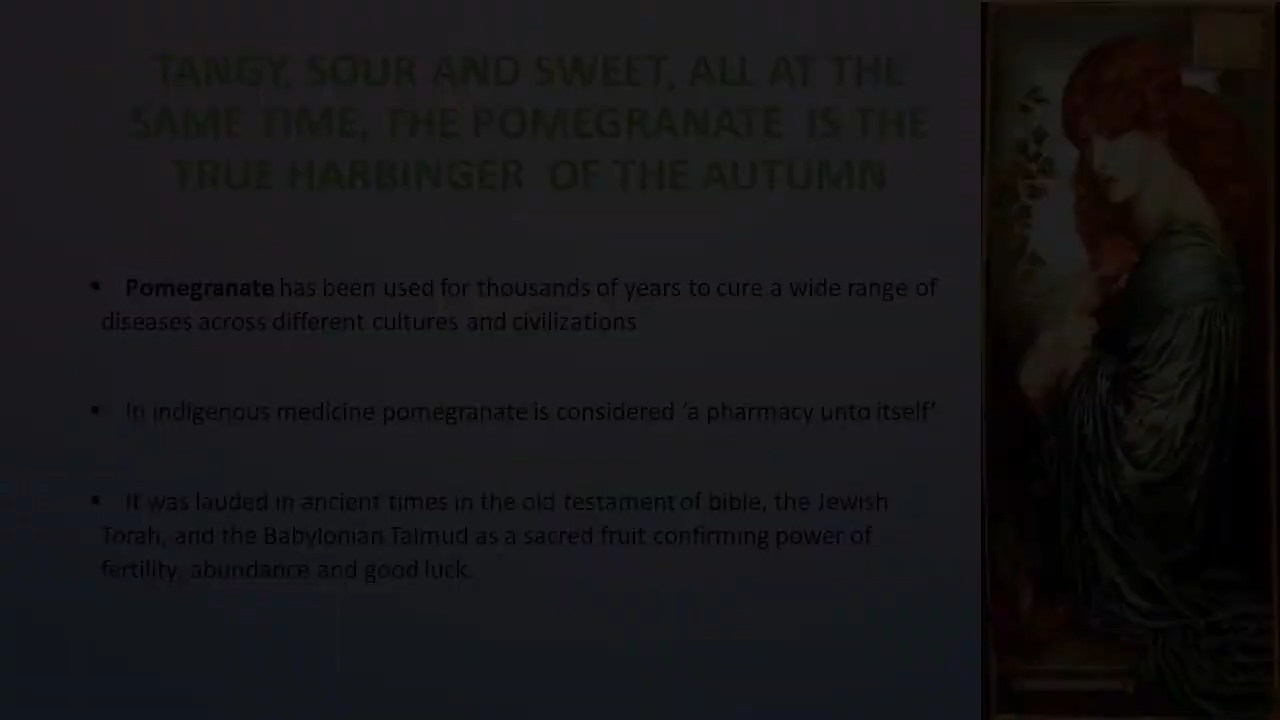 TANGY, SOUR AND SWEET, ALL AT THE
SAME TIME, THE POMEGRANATE IS THE
TRUE HARBINGER OF THE AUTUMN
• Pomegranate has been used for thousands of years to cure a wide range of
diseases across different cultures and civilizations
• In indigenous medicine pomegranate is considered ‘a pharmacy unto itself’
• It was lauded in ancient times in the old testament of bible, the Jewish
Torah, and the Babylonian Talmud as a sacred fruit confirming power of
fertility, abundance and good luck.